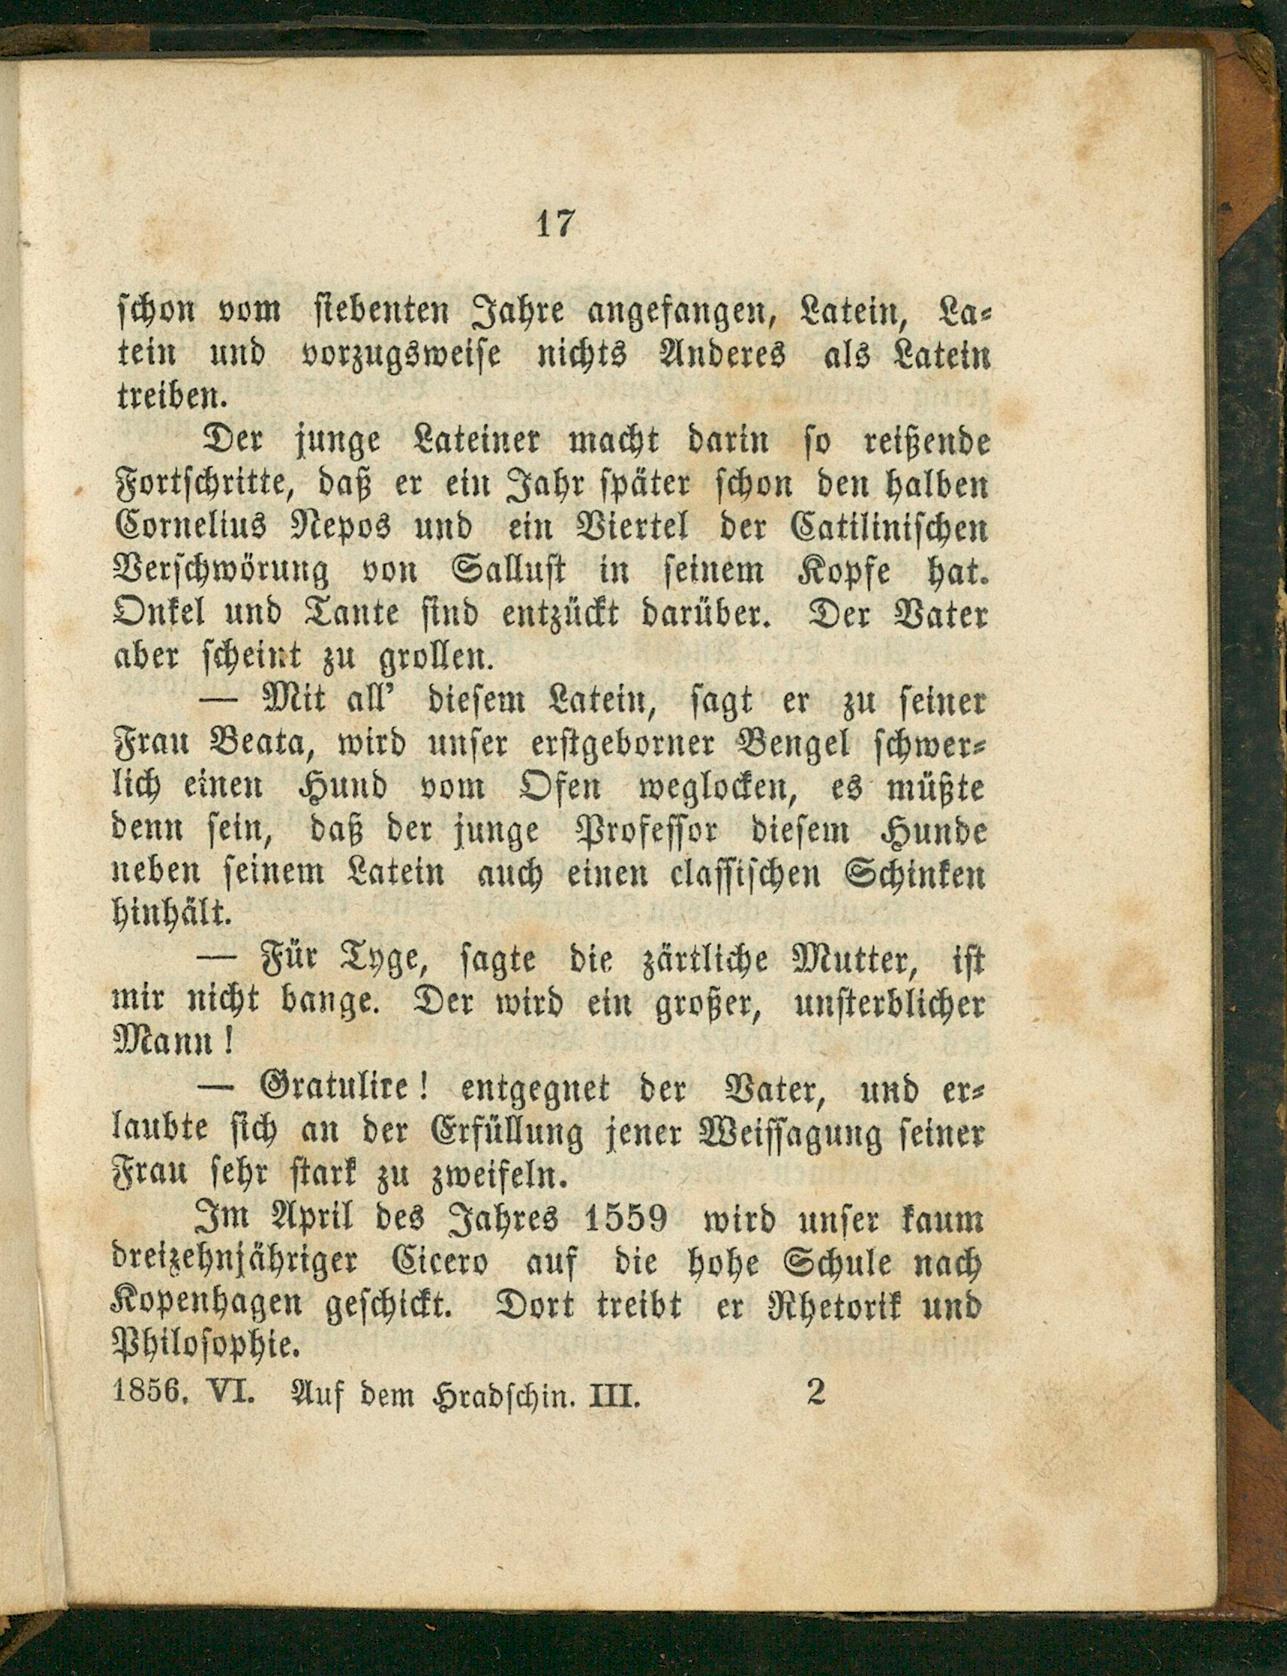 17
schon vom siebenten Jahre angefangen, Latein, La-
tein und vorzugsweise nichts Anderes als Latein
treiben.
Der junge Lateiner macht darin so reißende
Fortschritte, daß er ein Jahr später schon den halben
Cornelius Nepos und ein Viertel der Catilinischen
Verschwörung von Sallust in seinem Kopfe hat.
Onkel und Tante sind entzückt darüber. Der Vater
aber scheint zu grollen.
— Mit all' diesem Latein, sagt er zu seiner
Frau Beata, wird unser erstgeborner Bengel schwer-
lich einen Hund vom Ofen weglocken, es müßte
denn sein, daß der junge Professor diesem Hunde
neben seinem Latein auch einen classischen Schinken
hinhält.
— Für Tyge, sagte die zärtliche Mutter, ist
mir nicht bange. Der wird ein großer, unsterblicher
Mann!
— Gratulire! entgegnet der Vater, und er-
laubte sich an der Erfüllung jener Weissagung seiner
Frau sehr stark zu zweifeln.
Im April des Jahres 1559 wird unser kaum
dreizehnjähriger Cicero auf die hohe Schule nach
Kopenhagen geschickt. Dort treibt er Rhetorik und
Philosophie.
1856. VI. Auf dem Hradschin. III. 2